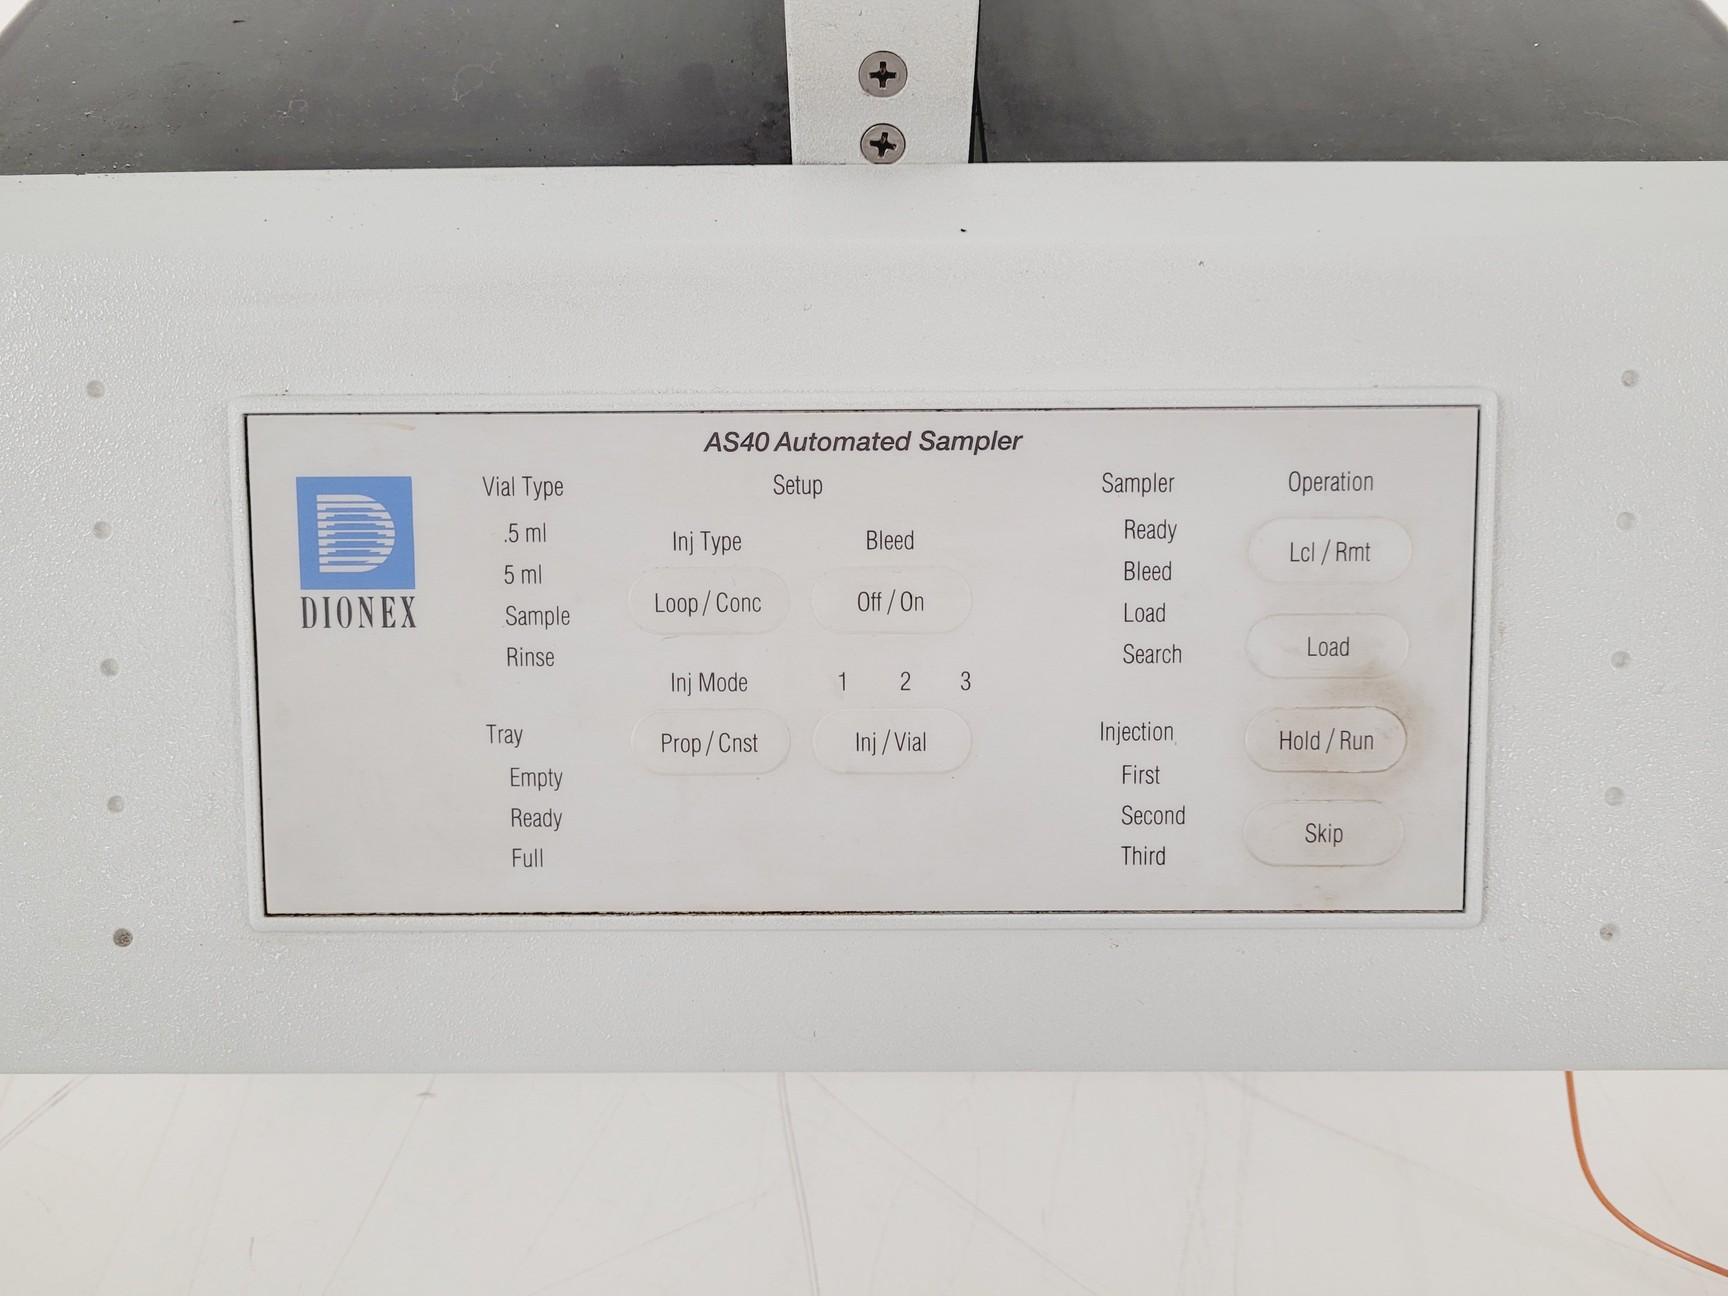 AS40 Automated Sampler
DIONEX
Vial Type
.5 ml
5 ml
Sample
Rinse
Tray
Empty
Ready
Full
Setup
Inj Type
Bleed
Loop / Conc
Off / On
Inj Mode
1 2 3
Prop / Cnst
Inj / Vial
Sampler
Ready
Bleed
Load
Search
Injection
First
Second
Third
Operation
Lcl / Rmt
Load
Hold / Run
Skip